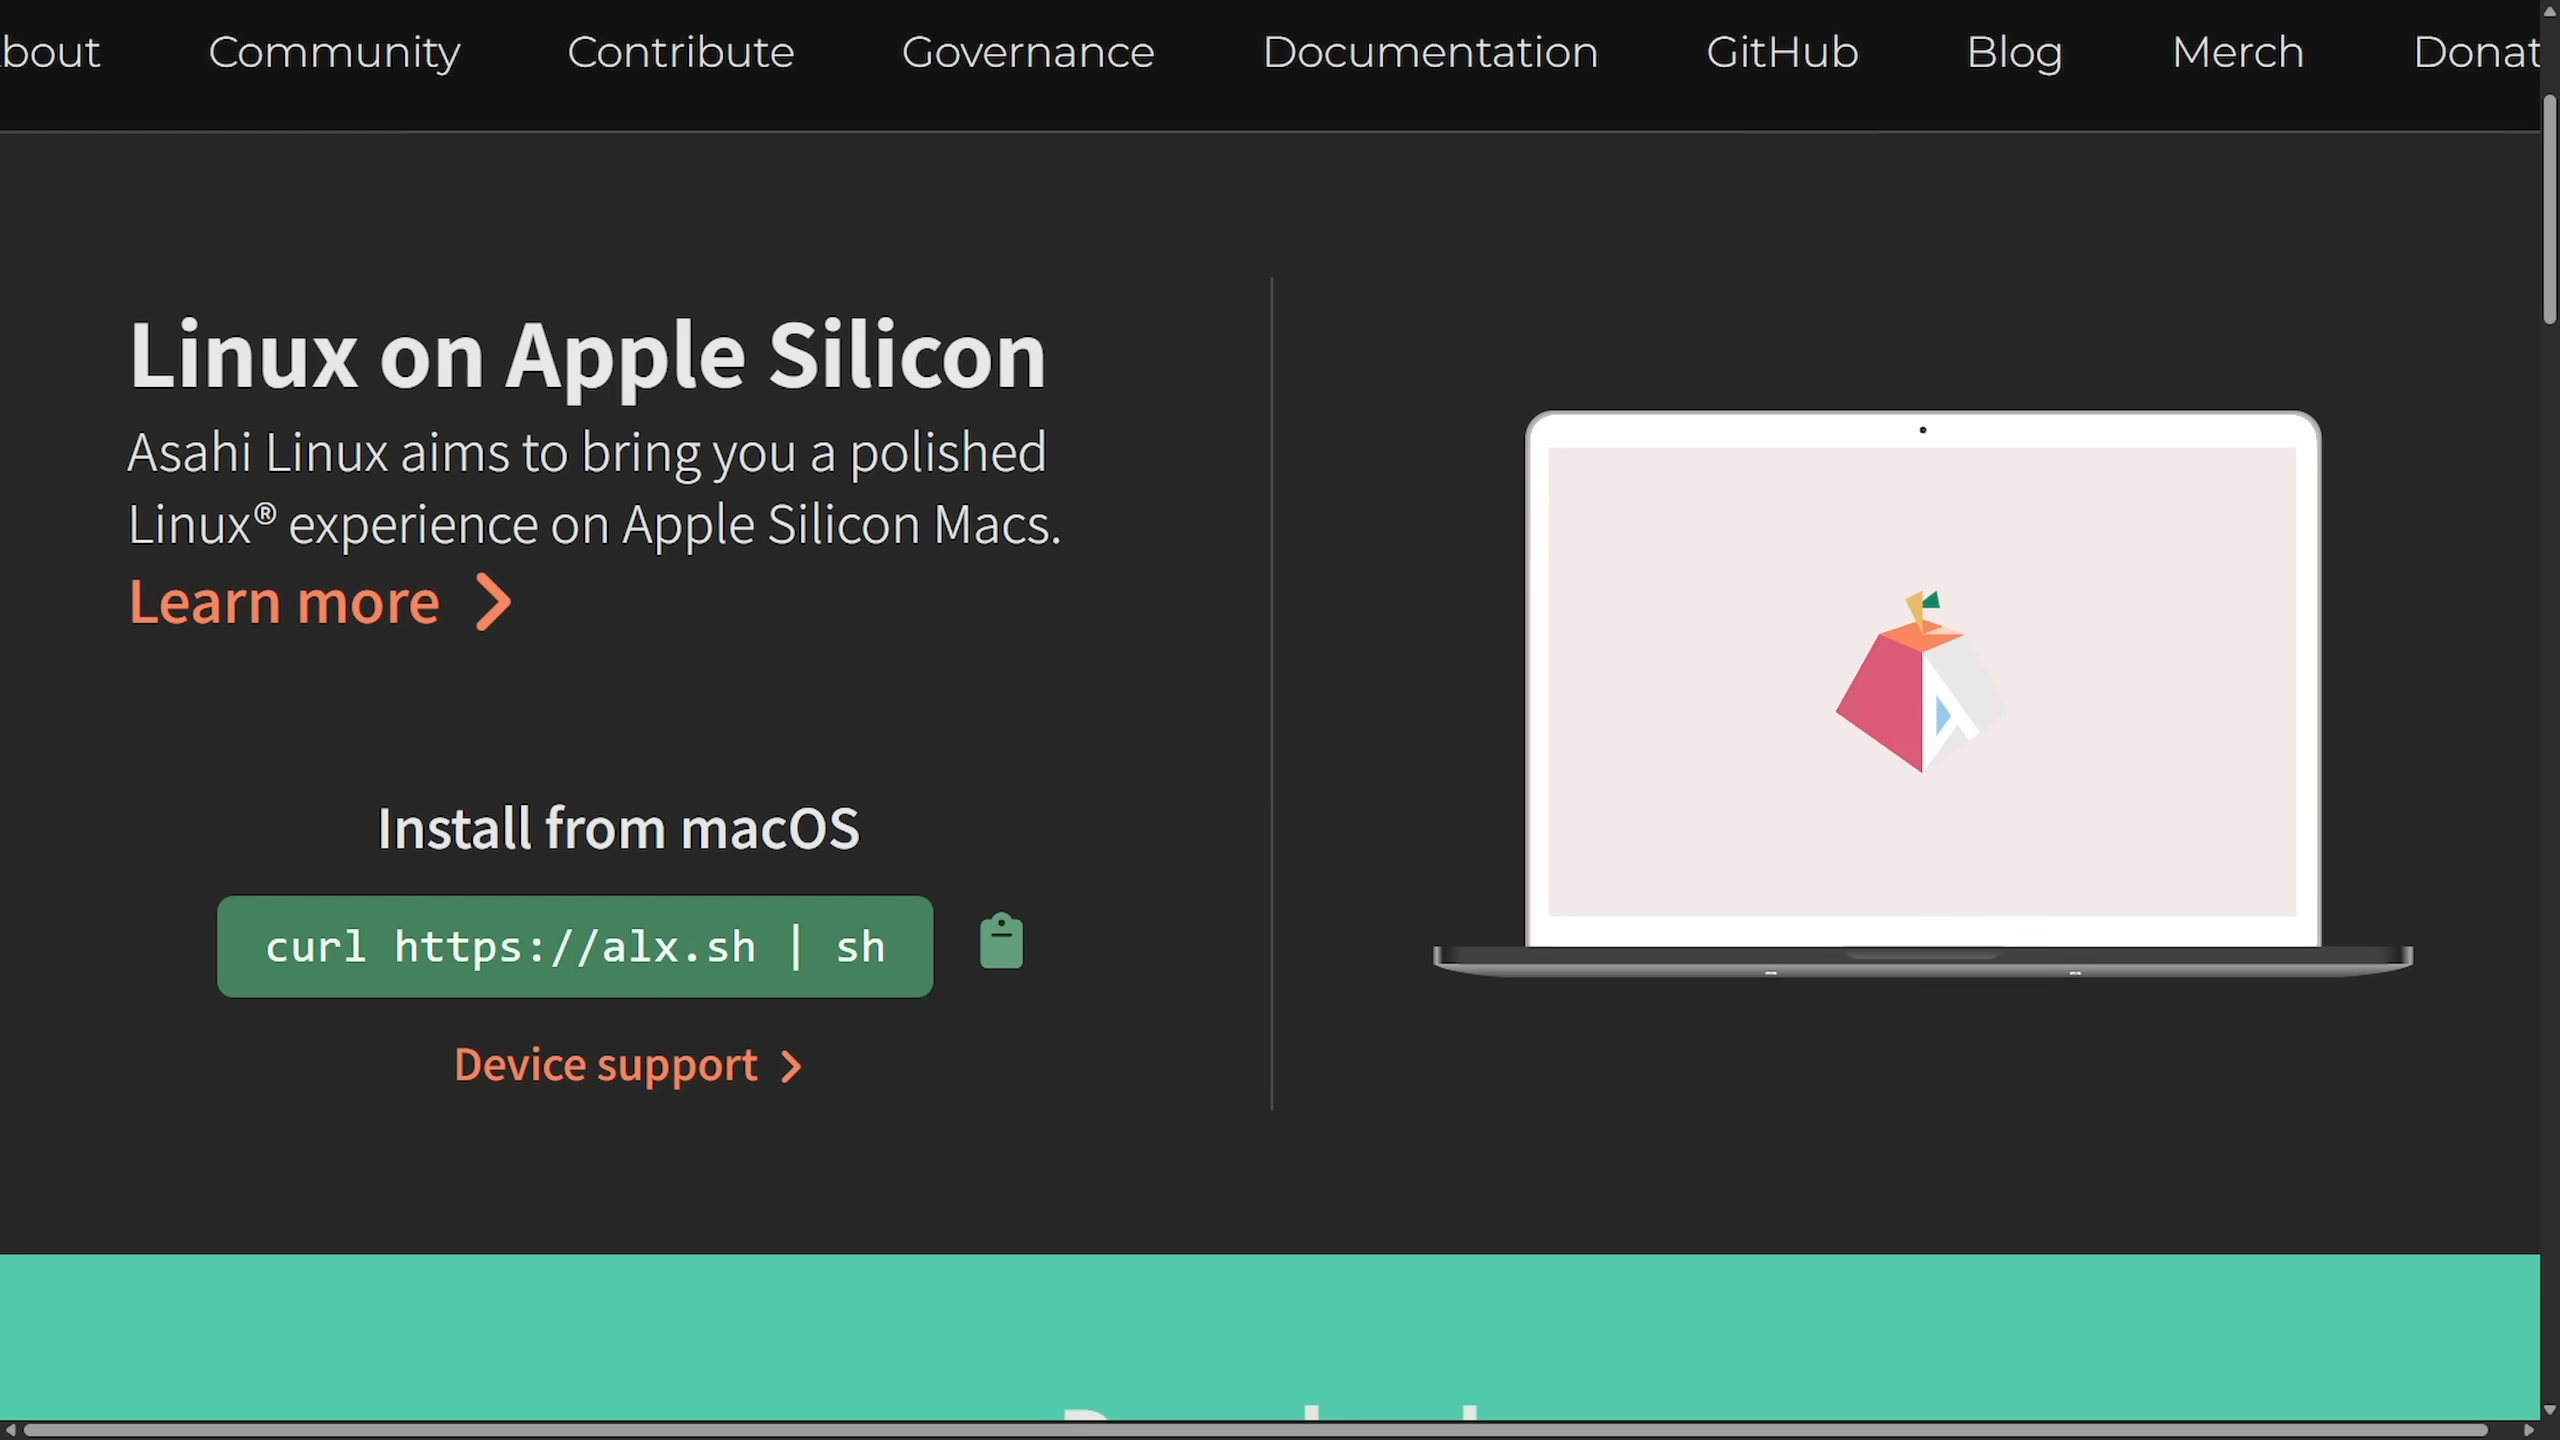 bout Community Contribute Governance Documentation GitHub Blog Merch Donat
Linux on Apple Silicon
Asahi Linux aims to bring you a polished
Linux® experience on Apple Silicon Macs.
Learn more
Install from macOS
curl https://alx.sh | sh
Device support